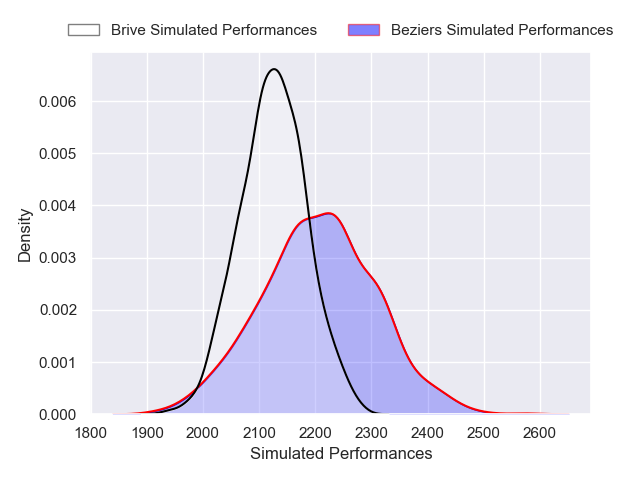 Brive Simulated Performances
Beziers Simulated Performances
0.006
0.005
0.004
0.003
0.002
0.001
0.000
Density
1800 1900 2000 2100 2200 2300 2400 2500 2600
Simulated Performances